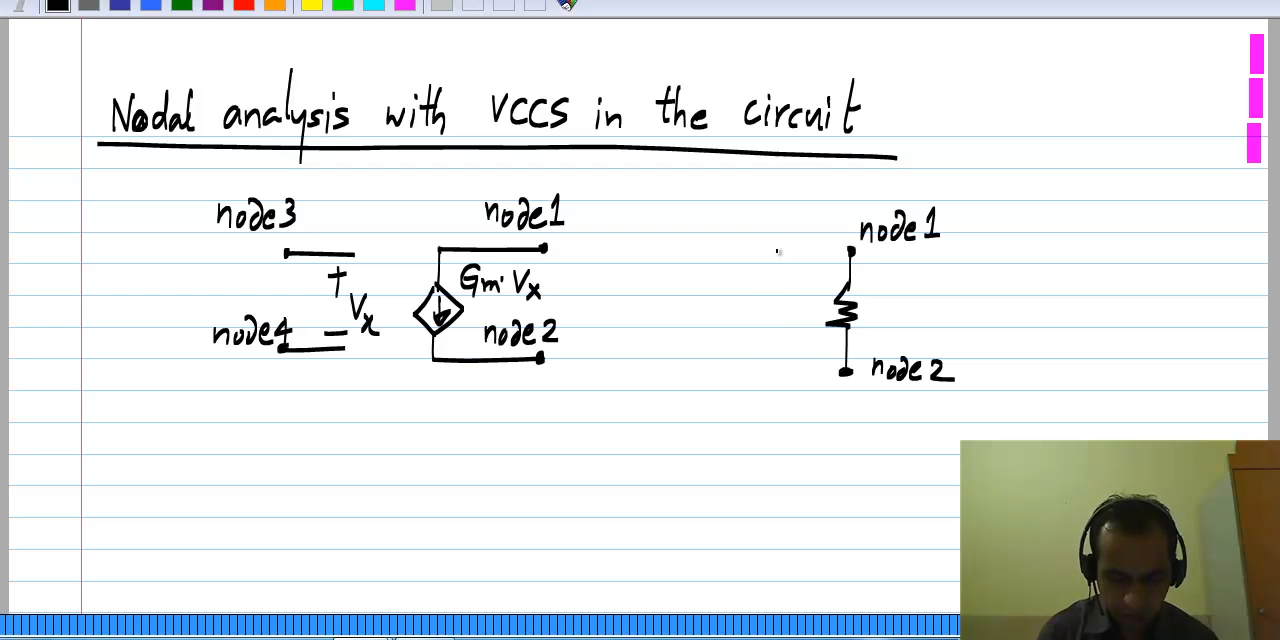 Nodal analysis with VCCS in the circuit
node3 node1 node1
+ Gm·Vx
Vx
node4 − node2
node2